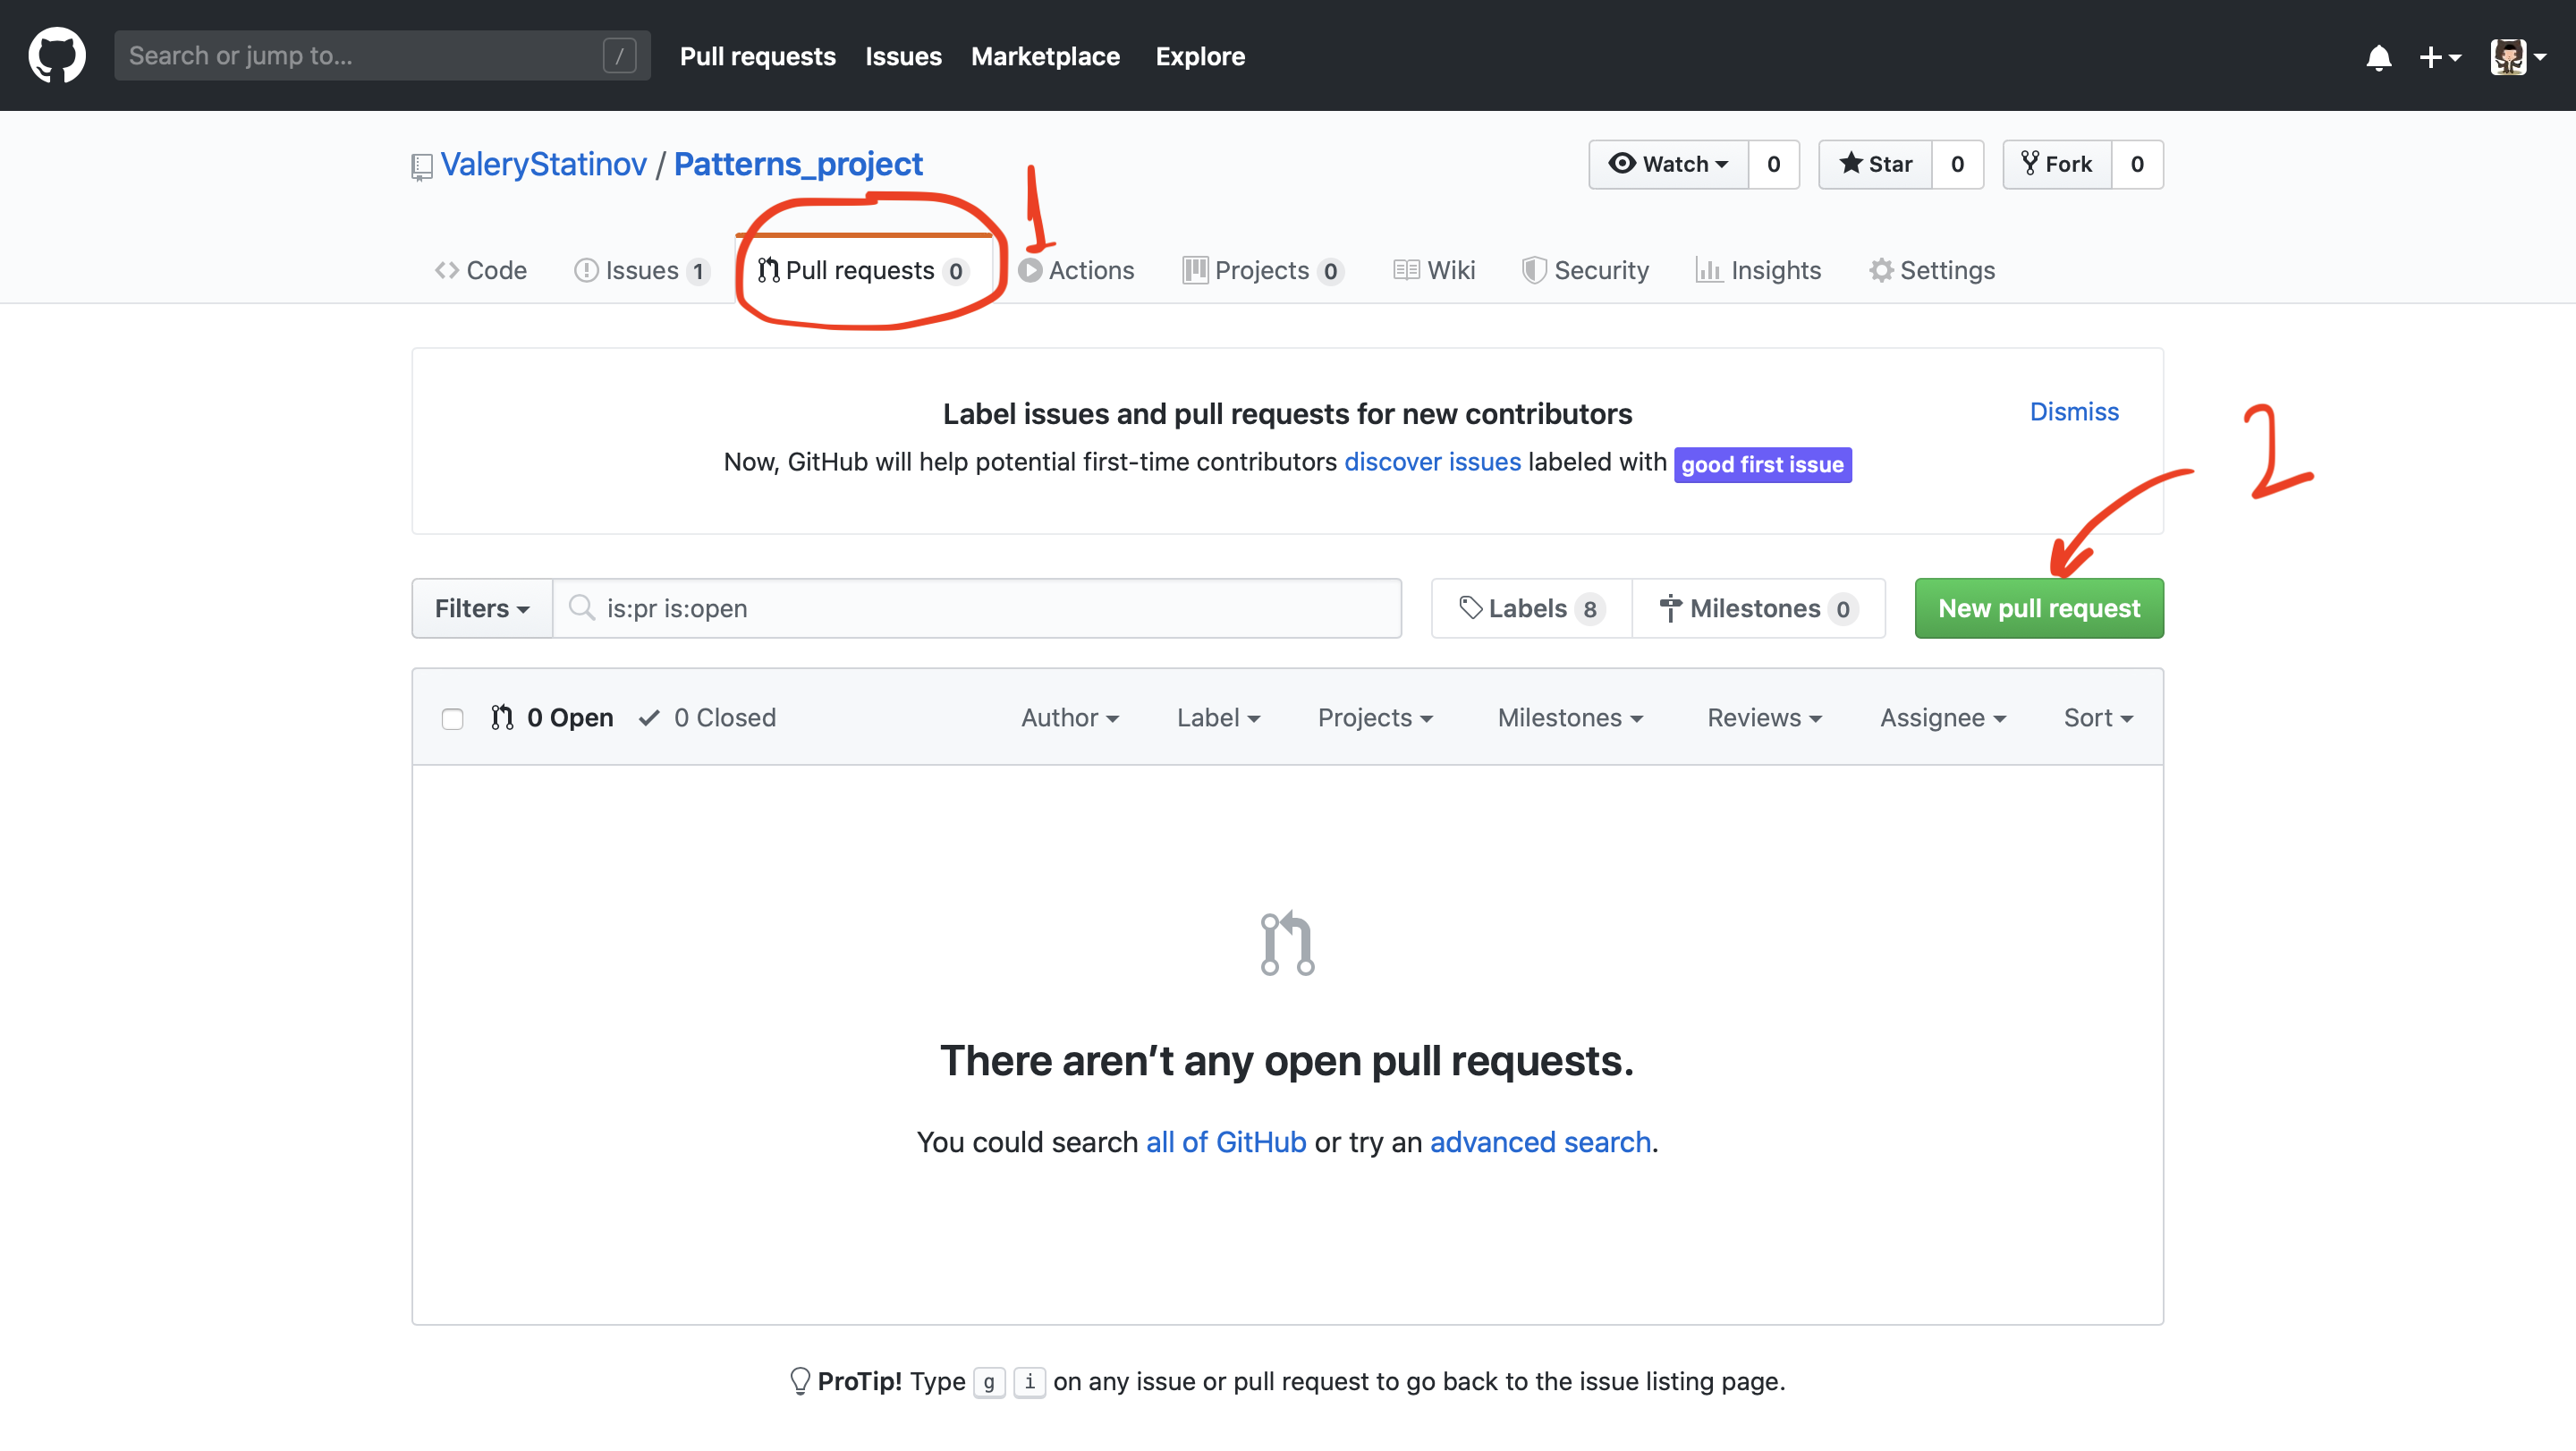 Search or jump to... / Pull requests Issues Marketplace Explore
ValeryStatinov / Patterns_project Watch 0 Star 0 Fork 0
1
Code Issues 1 Pull requests 0 Actions Projects 0 Wiki Security Insights Settings
Label issues and pull requests for new contributors Dismiss
Now, GitHub will help potential first-time contributors discover issues labeled with good first issue
2
Filters is:pr is:open Labels 8 Milestones 0 New pull request
0 Open 0 Closed Author Label Projects Milestones Reviews Assignee Sort
There aren’t any open pull requests.
You could search all of GitHub or try an advanced search.
ProTip! Type g i on any issue or pull request to go back to the issue listing page.